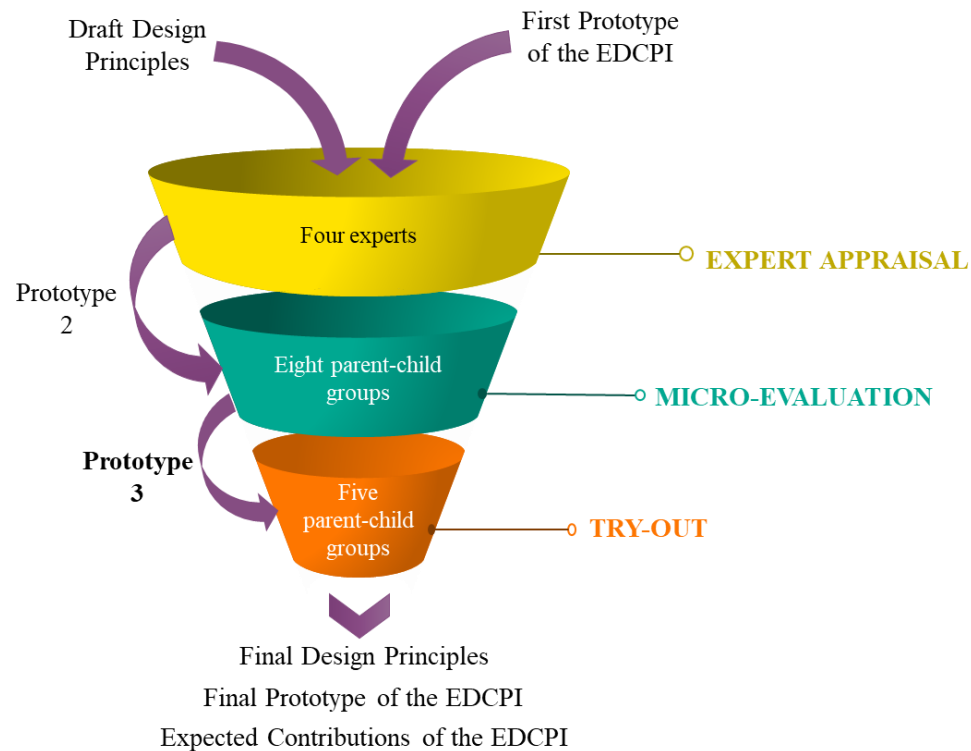 Draft Design
Principles
First Prototype
of the EDCPI
Four experts
EXPERT APPRAISAL
Prototype
2
Eight parent-child
groups
MICRO-EVALUATION
Prototype
3
Five
parent-child
groups
TRY-OUT
Final Design Principles
Final Prototype of the EDCPI
Expected Contributions of the EDCPI